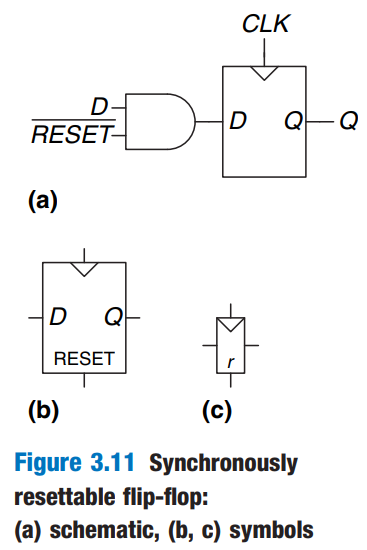 CLK
D
RESET
D Q
Q
(a)
D Q
RESET
r
(b)
(c)
Figure 3.11 Synchronously
resettable flip-flop:
(a) schematic, (b, c) symbols